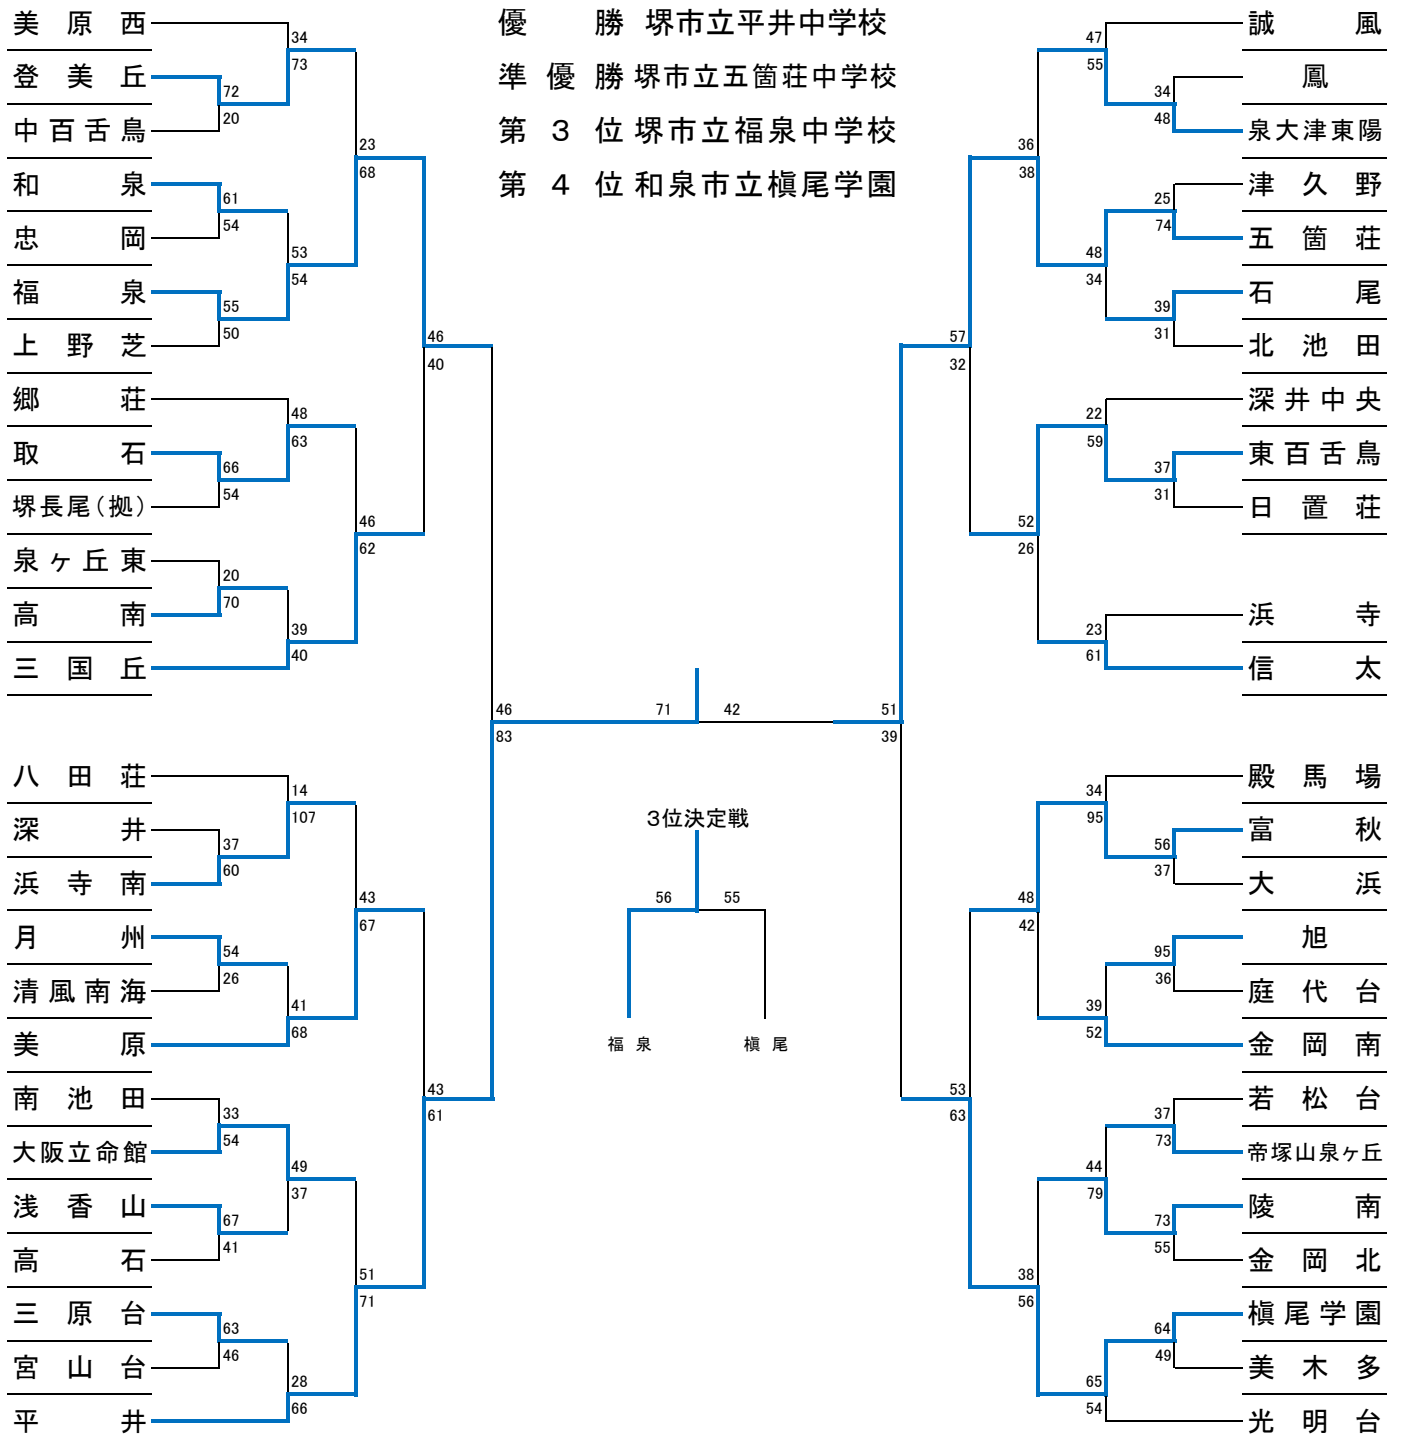 優勝 堺市立平井中学校
準優勝 堺市立五箇荘中学校
第3位 堺市立福泉中学校
第4位 和泉市立槇尾学園
美原西
34
73
登美丘
72
20
中百舌鳥
23
68
和泉
61
54
忠岡
53
54
福泉
55
50
上野芝
46
40
郷荘
48
63
取石
66
54
堺長尾(拠)
46
62
泉ヶ丘東
20
70
高南
39
40
三国丘
46
83
八田荘
14
107
深井
37
60
浜寺南
43
67
月州
54
26
清風南海
41
68
美原
43
61
南池田
33
54
大阪立命館
49
37
浅香山
67
41
高石
51
71
三原台
63
46
宮山台
28
66
平井
71 42
3位決定戦
56 55
福泉 槇尾
誠風
47
55
鳳
34
48
泉大津東陽
36
38
津久野
25
74
五箇荘
48
34
石尾
39
31
北池田
57
32
深井中央
22
59
東百舌鳥
37
31
日置荘
52
26
浜寺
23
61
信太
51
39
殿馬場
34
95
富秋
56
37
大浜
48
42
旭
95
36
庭代台
39
52
金岡南
53
63
若松台
37
73
帝塚山泉ヶ丘
44
79
陵南
73
55
金岡北
38
56
槇尾学園
64
49
美木多
65
54
光明台